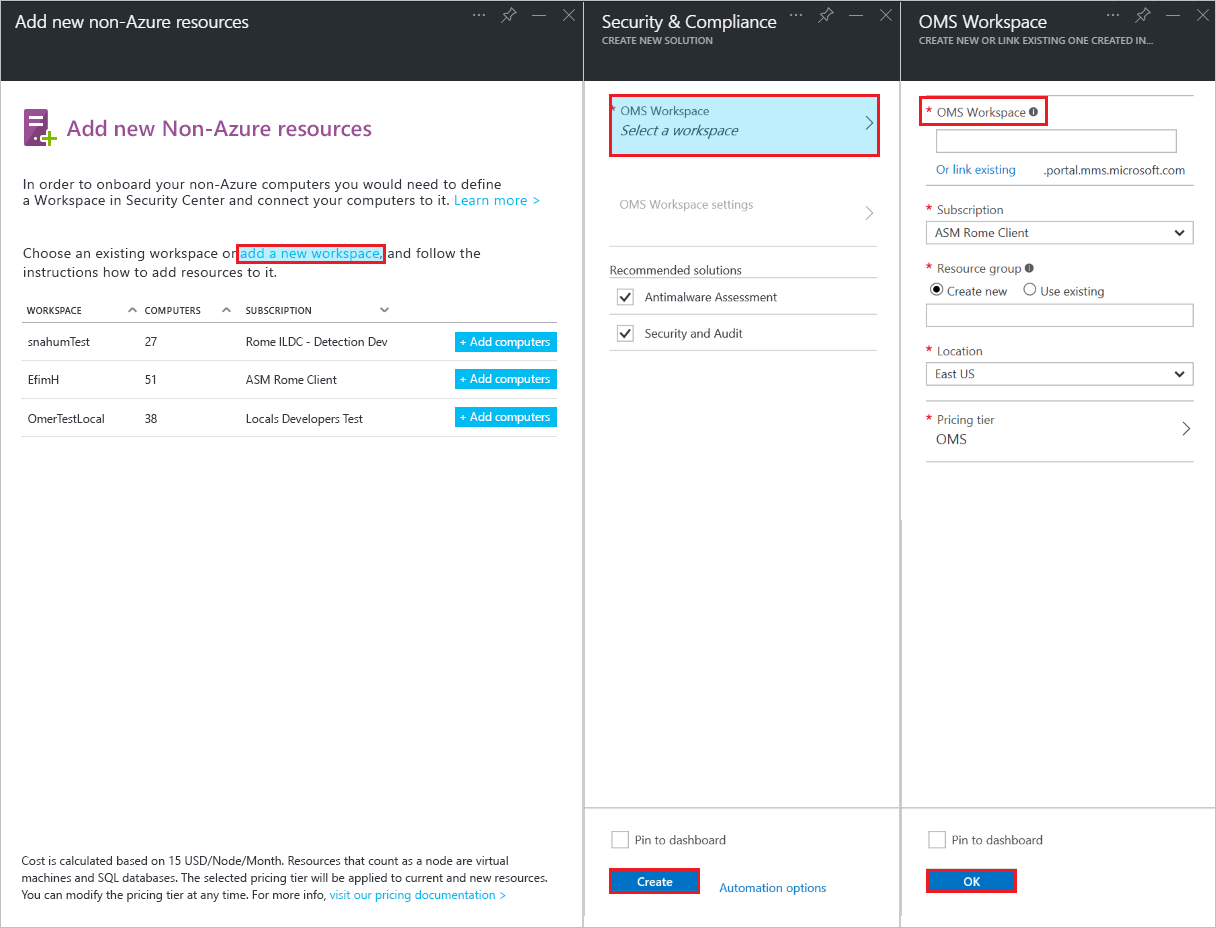 Add new non-Azure resources
Add new Non-Azure resources
In order to onboard your non-Azure computers you would need to define
a Workspace in Security Center and connect your computers to it. Learn more >
Choose an existing workspace or add a new workspace, and follow the
instructions how to add resources to it.
WORKSPACE COMPUTERS SUBSCRIPTION
snahumTest 27 Rome ILDC - Detection Dev + Add computers
EfimH 51 ASM Rome Client + Add computers
OmerTestLocal 38 Locals Developers Test + Add computers
Cost is calculated based on 15 USD/Node/Month. Resources that count as a node are virtual
machines and SQL databases. The selected pricing tier will be applied to current and new resources.
You can modify the pricing tier at any time. For more info, visit our pricing documentation >
Security & Compliance
CREATE NEW SOLUTION
* OMS Workspace
Select a workspace
OMS Workspace settings
Recommended solutions
Antimalware Assessment
Security and Audit
Pin to dashboard
Create Automation options
OMS Workspace
CREATE NEW OR LINK EXISTING ONE CREATED IN...
* OMS Workspace
Or link existing .portal.mms.microsoft.com
* Subscription
ASM Rome Client
* Resource group
Create new Use existing
* Location
East US
* Pricing tier
OMS
Pin to dashboard
OK